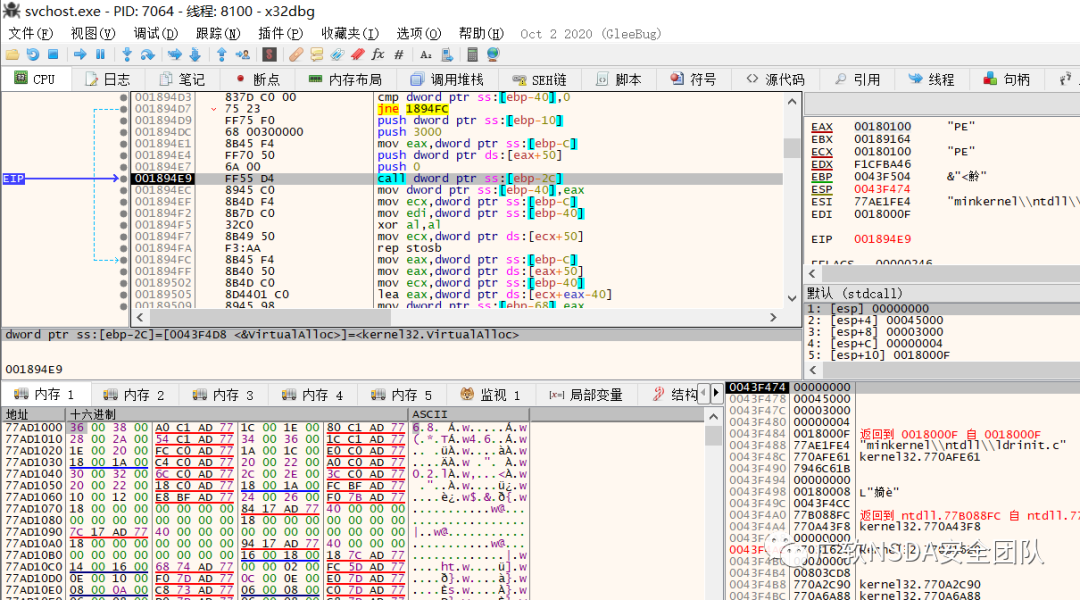 svchost.exe - PID: 7064 - 线程: 8100 - x32dbg
文件(F) 视图(V) 调试(D) 跟踪(N) 插件(P) 收藏夹(I) 选项(O) 帮助(H) Oct 2 2020 (GleeBug)
CPU 日志 笔记 断点 内存布局 调用堆栈 SEH链 脚本 符号 源代码 引用 线程 句柄
001894D3 837D C0 00 cmp dword ptr ss:[ebp-40],0
001894D7 75 23 jne 1894FC
001894D9 FF75 F0 push dword ptr ss:[ebp-10]
001894DC 68 00300000 push 3000
001894E1 8B45 F4 mov eax,dword ptr ss:[ebp-C]
001894E4 FF70 50 push dword ptr ds:[eax+50]
001894E7 6A 00 push 0
EIP 001894E9 FF55 D4 call dword ptr ss:[ebp-2C]
001894EC 8945 C0 mov dword ptr ss:[ebp-40],eax
001894EF 8B4D F4 mov ecx,dword ptr ss:[ebp-C]
001894F2 8B7D C0 mov edi,dword ptr ss:[ebp-40]
001894F5 32C0 xor al,al
001894F7 8B49 50 mov ecx,dword ptr ds:[ecx+50]
001894FA F3:AA rep stosb
001894FC 8B45 F4 mov eax,dword ptr ss:[ebp-C]
001894FF 8B40 50 mov eax,dword ptr ds:[eax+50]
00189502 8B4D C0 mov ecx,dword ptr ss:[ebp-40]
00189505 8D4401 C0 lea eax,dword ptr ds:[ecx+eax-40]
00189509 8945 98 mov dword ptr ss:[ebp-68],eax
EAX 00180100 "PE"
EBX 00189164
ECX 00180100 "PE"
EDX F1CFBA46
EBP 0043F504
ESP 0043F474
ESI 77AE1FE4 "minkernel\\ntdll\\
EDI 0018000F
EIP 001894E9
EFLAGS 00000246
默认 (stdcall)
1: [esp] 00000000
2: [esp+4] 00045000
3: [esp+8] 00003000
4: [esp+C] 00000004
5: [esp+10] 0018000F
dword ptr ss:[ebp-2C]=[0043F4D8 <&VirtualAlloc>]=<kernel32.VirtualAlloc>
001894E9
内存 1 内存 2 内存 3 内存 4 内存 5 监视 1 局部变量 结构
地址 十六进制 ASCII
77AD1000 36 00 38 00 A0 C1 AD 77 1C 00 1E 00 80 C1 AD 77
77AD1010 28 00 2A 00 54 C1 AD 77 34 00 36 00 1C C1 AD 77
77AD1020 1E 00 20 00 FC C0 AD 77 1A 00 1C 00 E0 C0 AD 77
77AD1030 18 00 1A 00 C4 C0 AD 77 20 00 22 00 A0 C0 AD 77
77AD1040 30 00 32 00 6C C0 AD 77 2C 00 2E 00 3C C0 AD 77
77AD1050 20 00 22 00 18 C0 AD 77 18 00 1A 00 FC BF AD 77
77AD1060 10 00 12 00 E8 BF AD 77 24 00 26 00 F0 7B AD 77
77AD1070 18 00 00 00 00 00 00 00 84 17 AD 77 40 00 00 00
77AD1080 00 00 00 00 00 00 00 00 18 00 00 00 00 00 00 00
77AD1090 7C 17 AD 77 40 00 00 00 00 00 00 00 00 00 00 00
77AD10A0 18 00 00 00 00 00 00 00 94 17 AD 77 40 00 00 00
77AD10B0 00 00 00 00 00 00 00 00 16 00 18 00 18 7C AD 77
77AD10C0 14 00 16 00 68 74 AD 77 00 00 02 00 FC 5D AD 77
77AD10D0 0E 00 10 00 F0 7D AD 77 0C 00 0E 00 E0 7D AD 77
77AD10E0 08 00 0A 00 C8 73 AD 77 06 00 08 00 C0 7D AD 77
0043F474 00000000
0043F478 00045000
0043F47C 00003000
0043F480 00000004
0043F484 0018000F 返回到 0018000F 自 0018000F
0043F488 77AE1FE4 "minkernel\\ntdll\\ldrinit.c"
0043F48C 770AFE61 kernel32.770AFE61
0043F490 7946C61B
0043F494 00000000
0043F498 00180008
0043F49C 0043F4CC
0043F4A0 77B088FC 返回到 ntdll.77B088FC 自 ntdll.77
0043F4A4 770A43F8 kernel32.770A43F8
0043F4B4 00803CD8
0043F4B8 770A2C90 kernel32.770A2C90
0043F4BC 770A6A88 kernel32.770A6A88
软NSDA安全团队